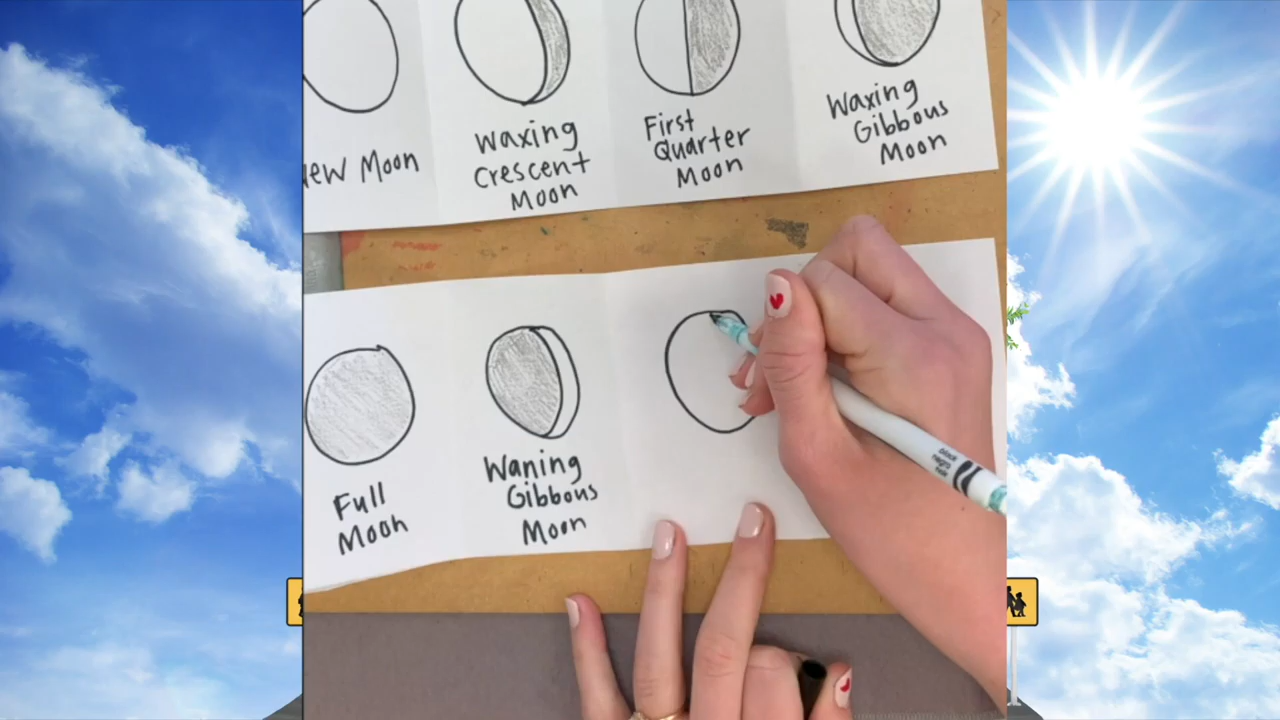 New Moon
Waxing
Crescent
Moon
First
Quarter
Moon
Waxing
Gibbous
Moon
Full
Moon
Waning
Gibbous
Moon